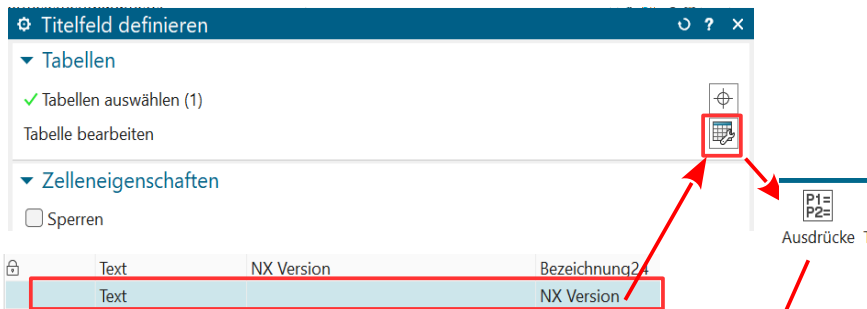 Titelfeld definieren
Tabellen
Tabellen auswählen (1)
Tabelle bearbeiten
Zelleneigenschaften
Sperren
P1=
P2=
Ausdrücke
Text NX Version Bezeichnung24
Text NX Version